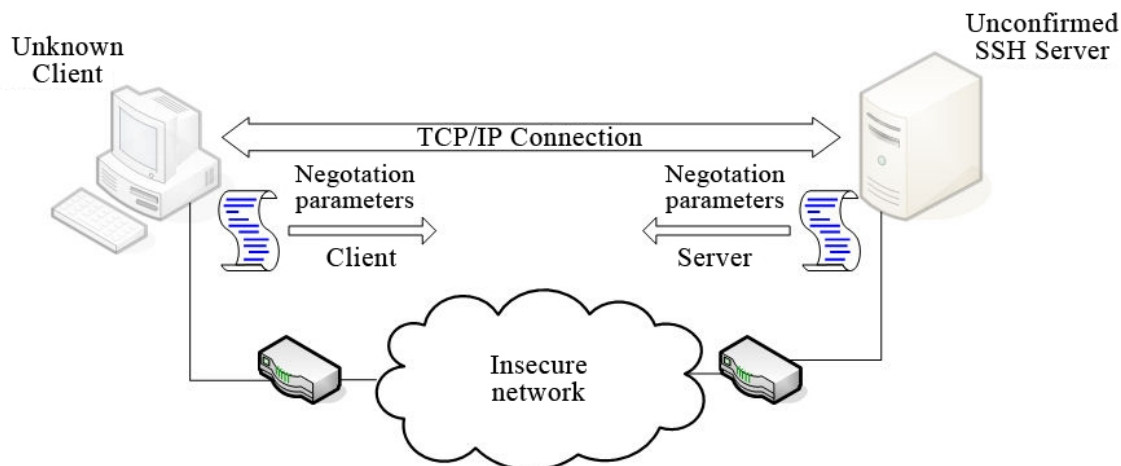 Unknown
Client
Unconfirmed
SSH Server
TCP/IP Connection
Negotation
parameters
Client
Negotation
parameters
Server
Insecure
network